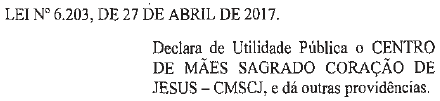 LEI Nº 6.203, DE 27 DE ABRIL DE 2017.
Declara de Utilidade Pública o CENTRO
DE MÃES SAGRADO CORAÇÃO DE
JESUS – CMSCJ, e dá outras providências.